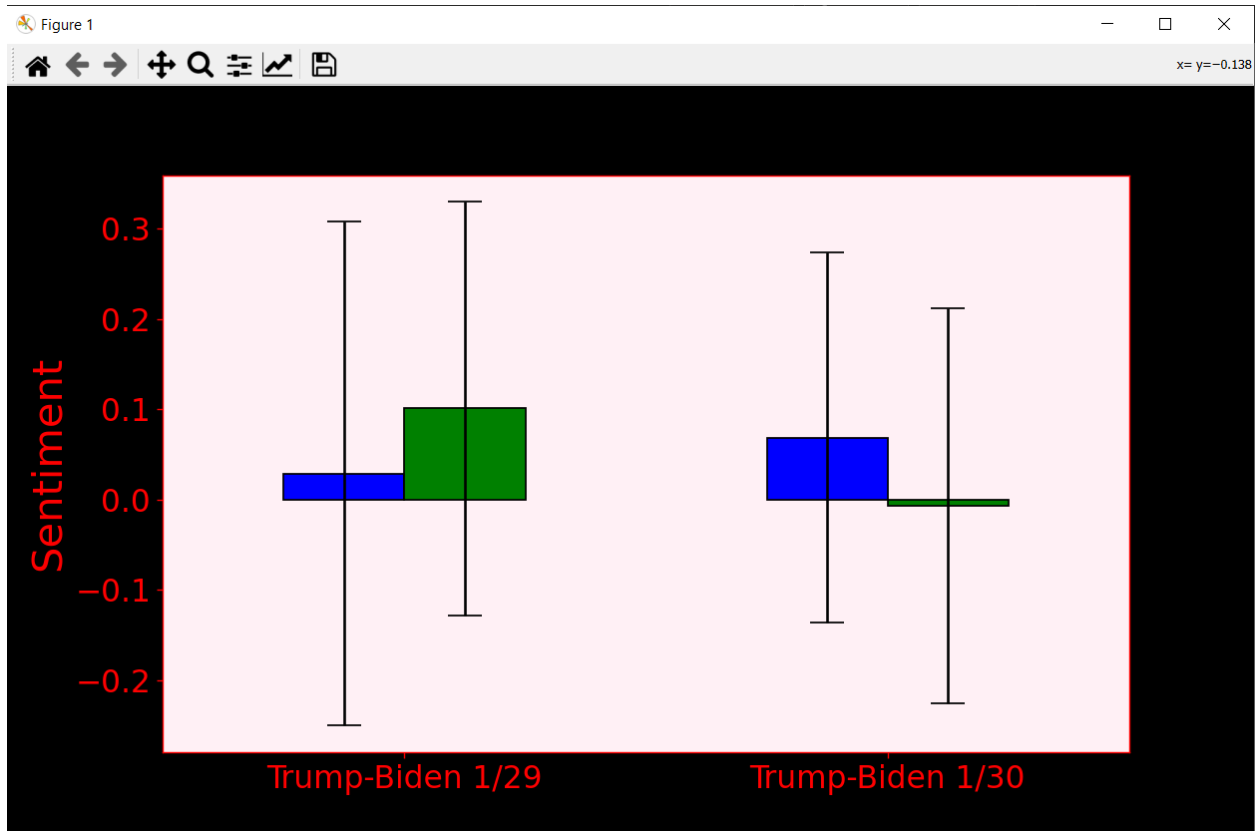 Figure 1
x= y=−0.138
Sentiment
0.3
0.2
0.1
0.0
−0.1
−0.2
Trump-Biden 1/29
Trump-Biden 1/30